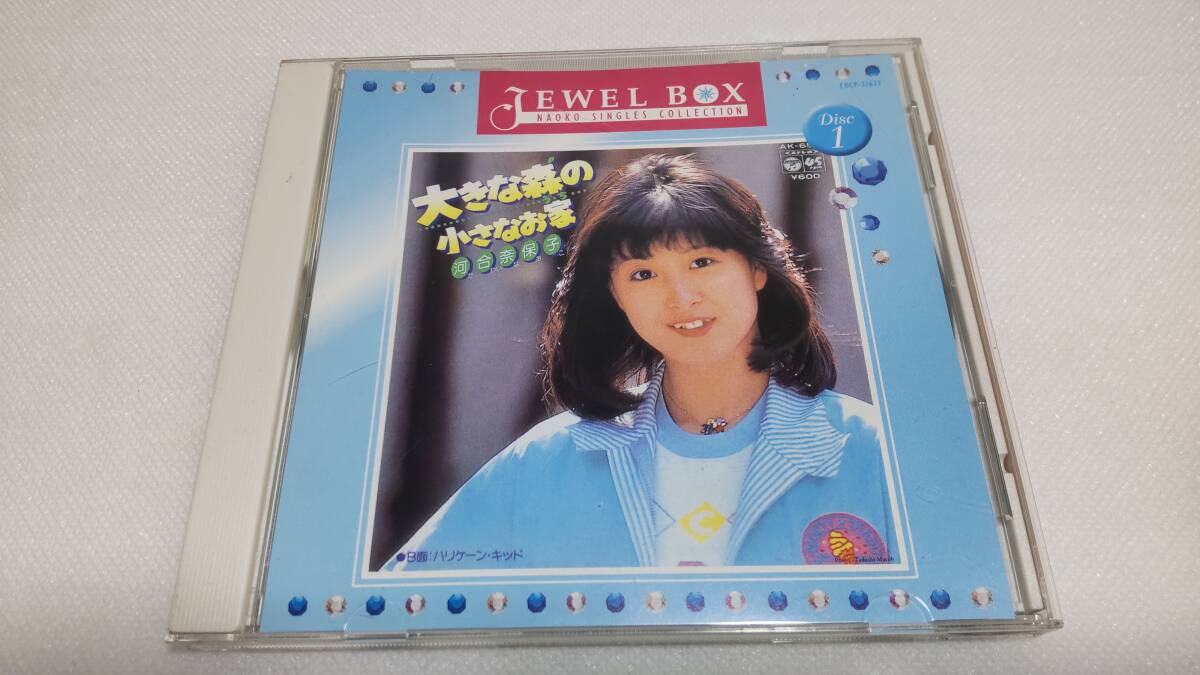 JEWEL BOX
NAOKO SINGLES COLLECTION
Disc
1
大きな森の
小さなお家
河合奈保子
45
¥600
C
●B面:ハリケーン・キッド